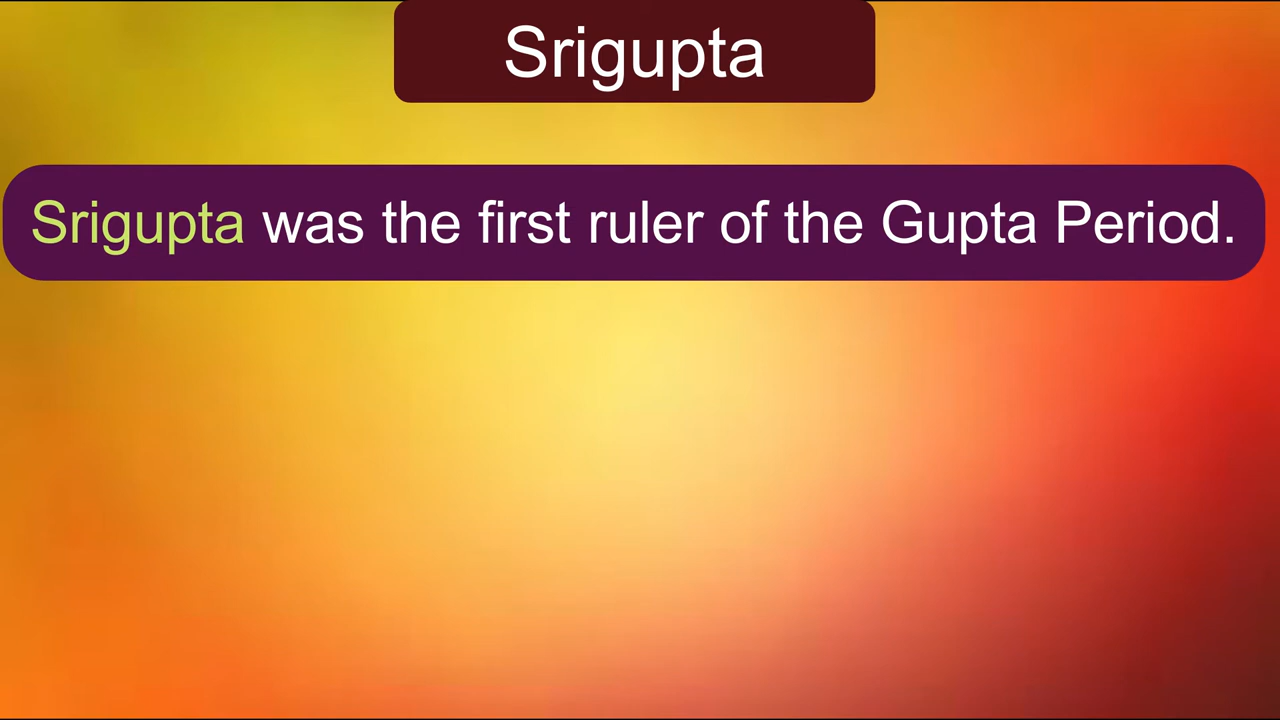 Srigupta
Srigupta was the first ruler of the Gupta Period.